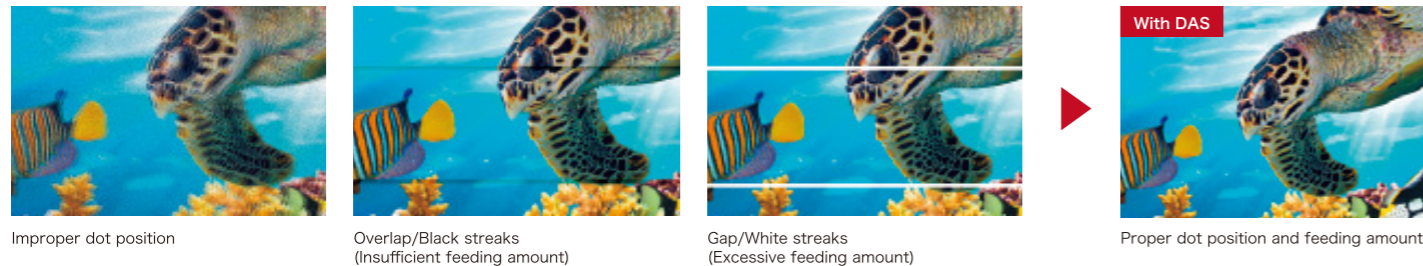 With DAS
Improper dot position
Overlap/Black streaks
(Insufficient feeding amount)
Gap/White streaks
(Excessive feeding amount)
Proper dot position and feeding amount